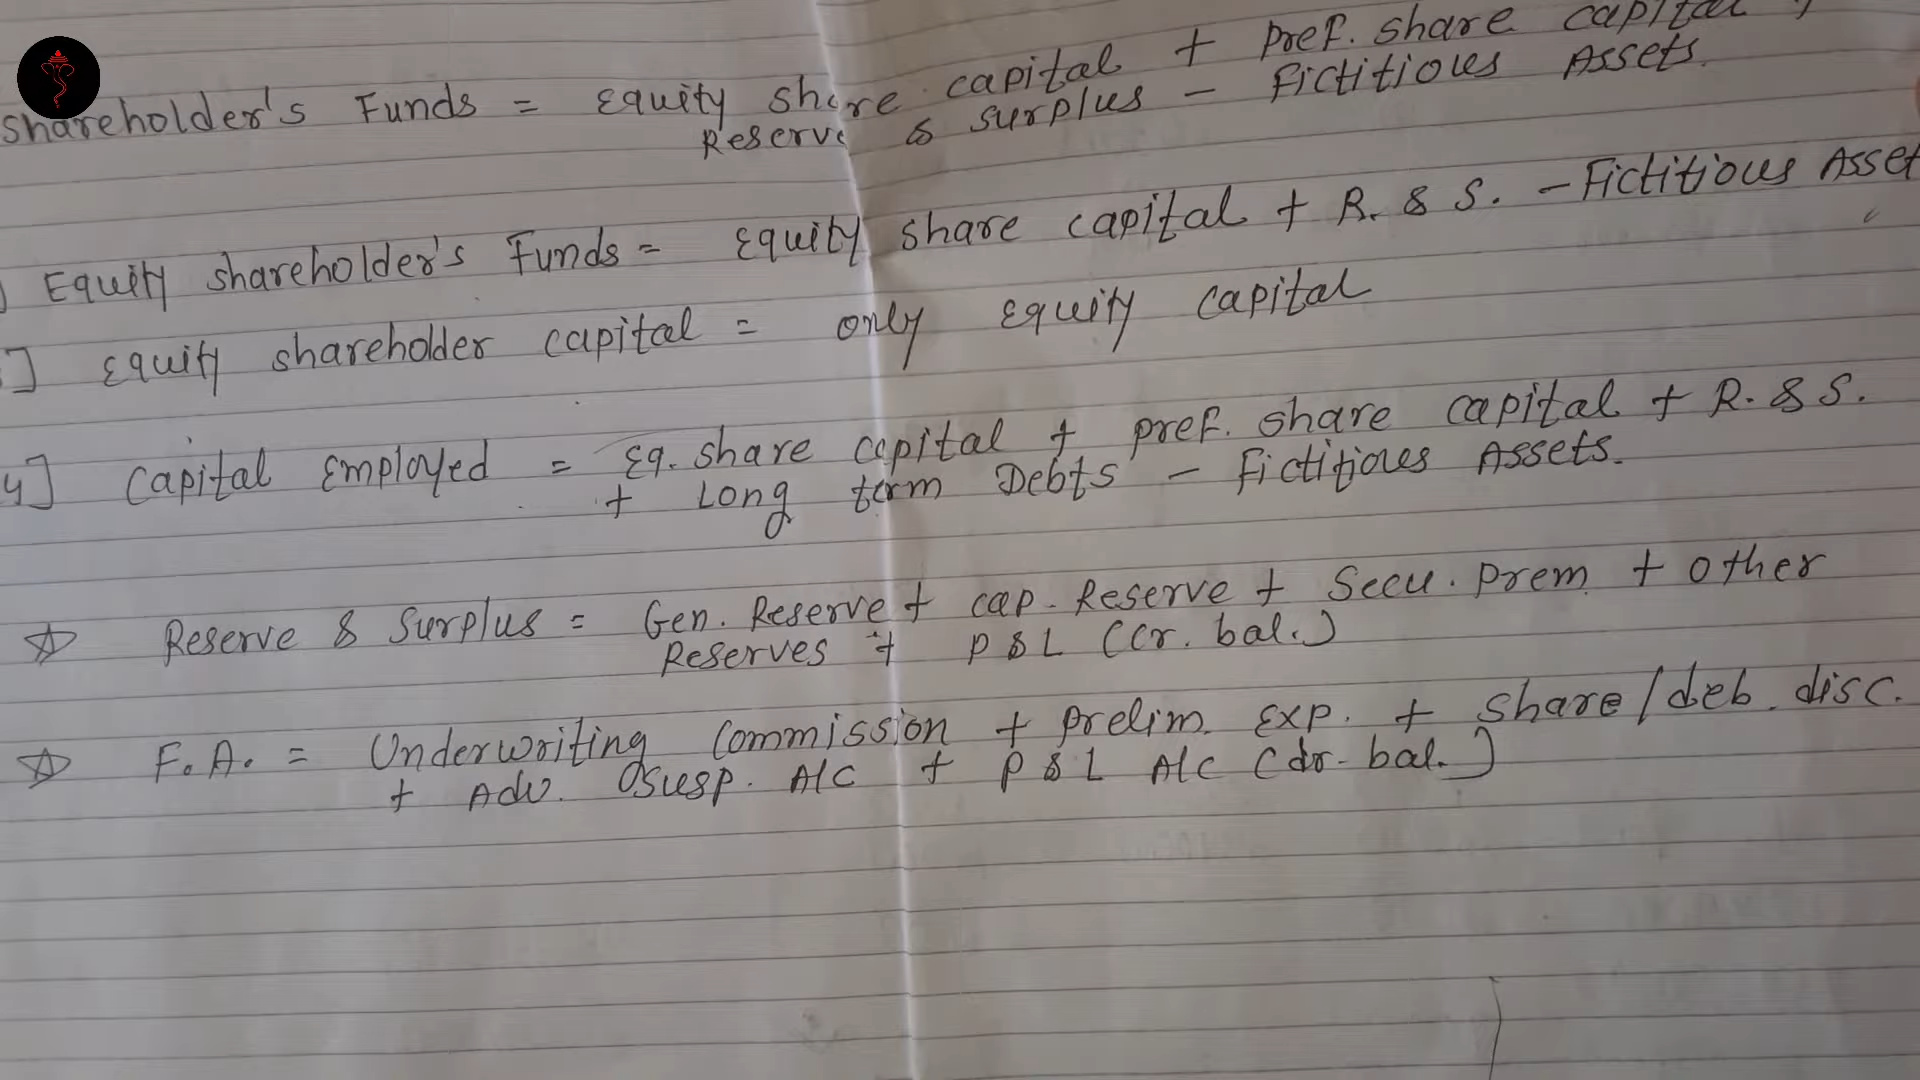 Shareholder's Funds = Equity share capital + Pref. share capital +
Reserve & Surplus - Fictitious Assets.
] Equity shareholder's Funds = Equity share capital + R. & S. - Fictitious Asset
] Equity shareholder capital = only equity capital
4] Capital Employed = Eq. share capital + pref. share capital + R. & S.
+ Long term Debts - Fictitious Assets.
☆ Reserve & Surplus = Gen. Reserve + cap. Reserve + Secu. Prem. + other
Reserves + P & L (Cr. bal.)
☆ F. A. = Underwriting Commission + Prelim. Exp. + Share / deb. disc.
+ Adv. Susp. A/C + P & L A/C (dr. bal.)